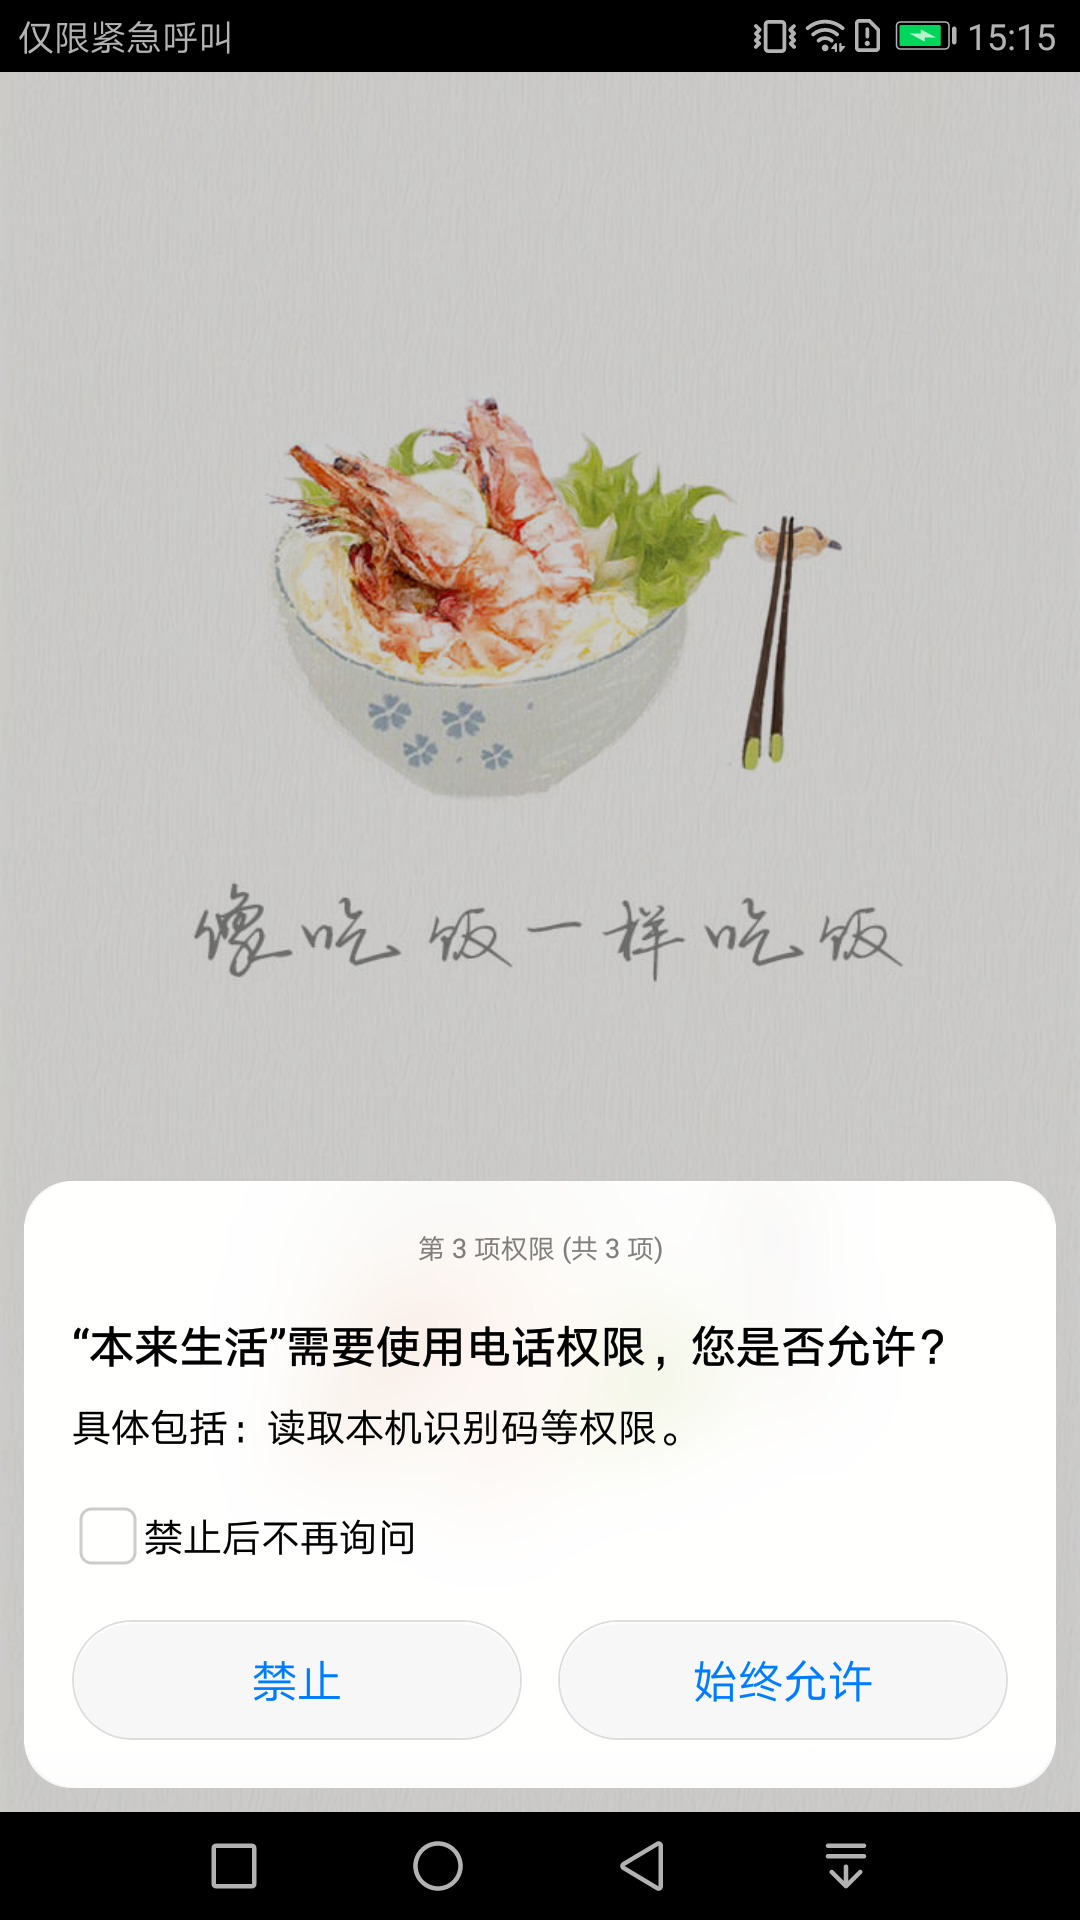 仅限紧急呼叫 15:15
像吃饭一样吃饭
第 3 项权限 (共 3 项)
“本来生活”需要使用电话权限，您是否允许？
具体包括：读取本机识别码等权限。
禁止后不再询问
禁止 始终允许